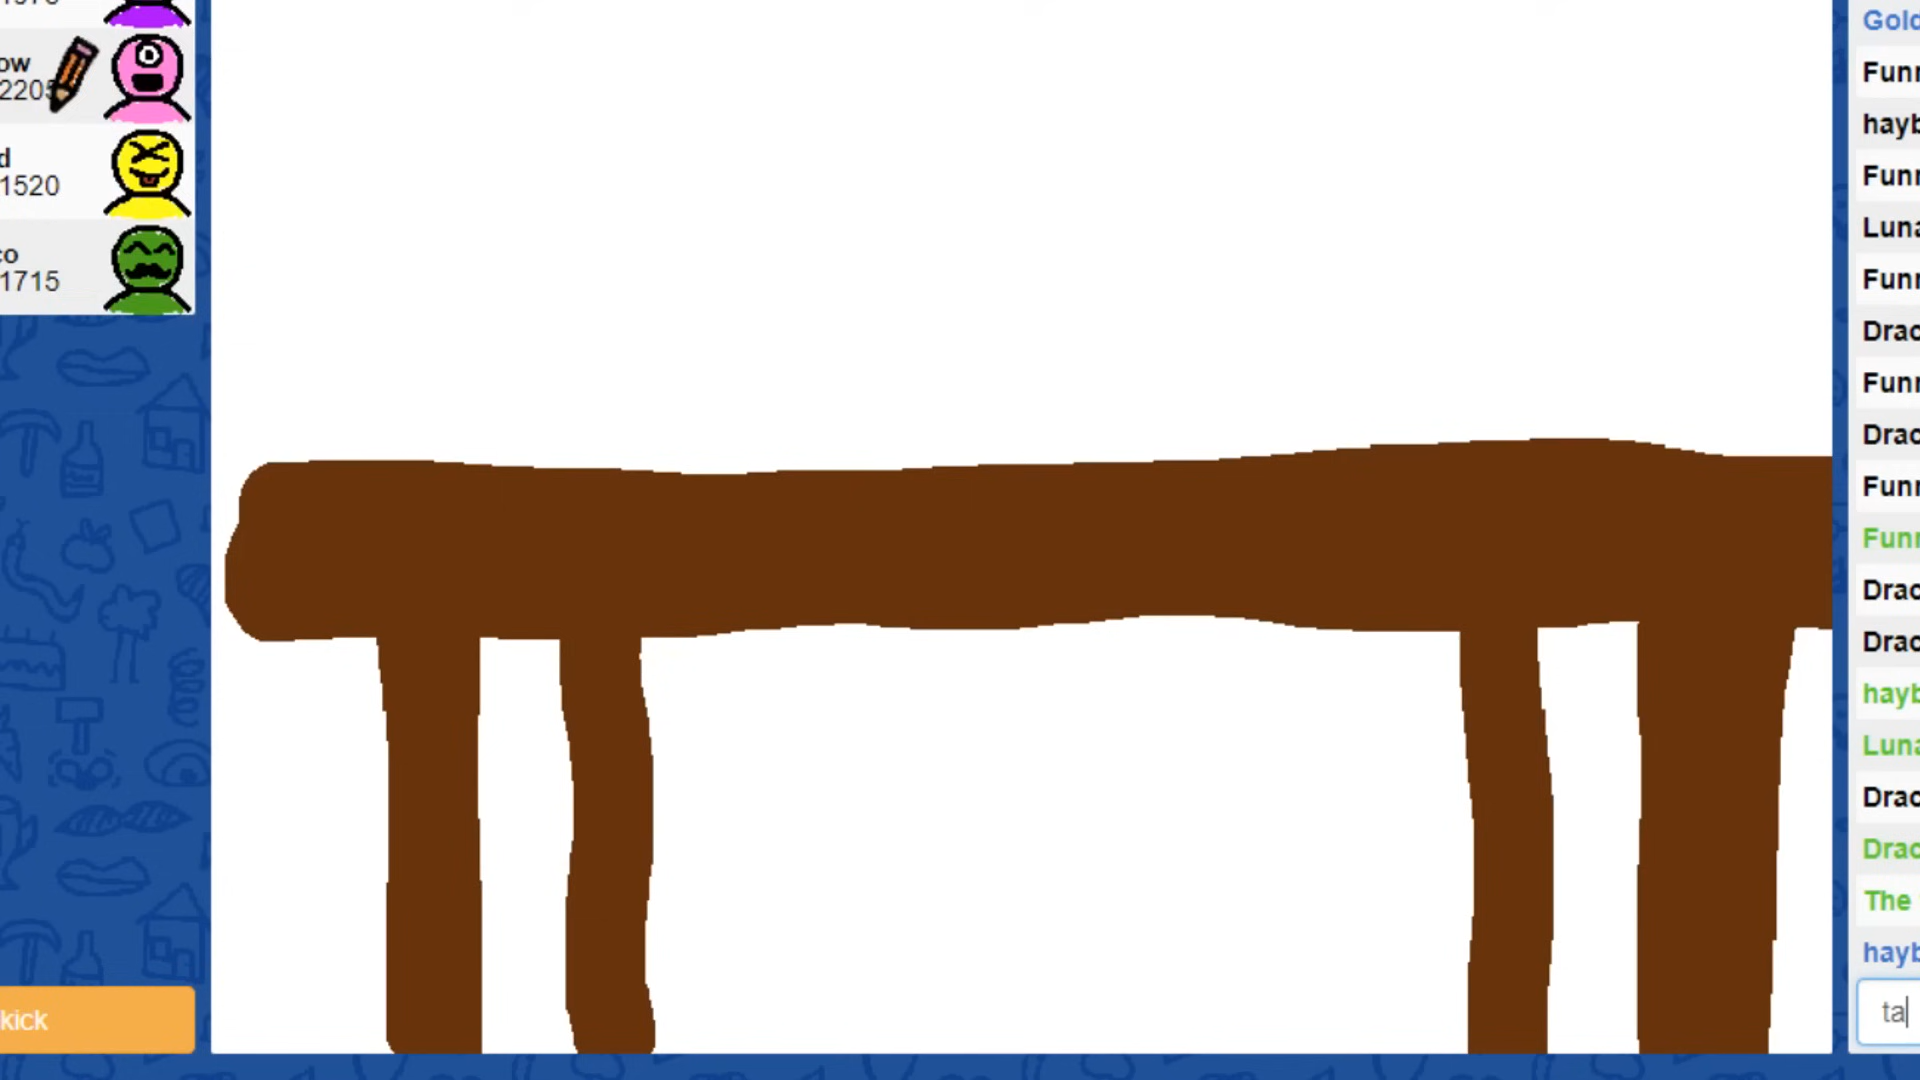 ow
2205
d
1520
co
1715
kick
Gold
Funn
hayb
Funn
Luna
Funn
Drac
Funn
Drac
Funn
Funn
Drac
Drac
hayb
Luna
Drac
Drac
The
hayb
ta